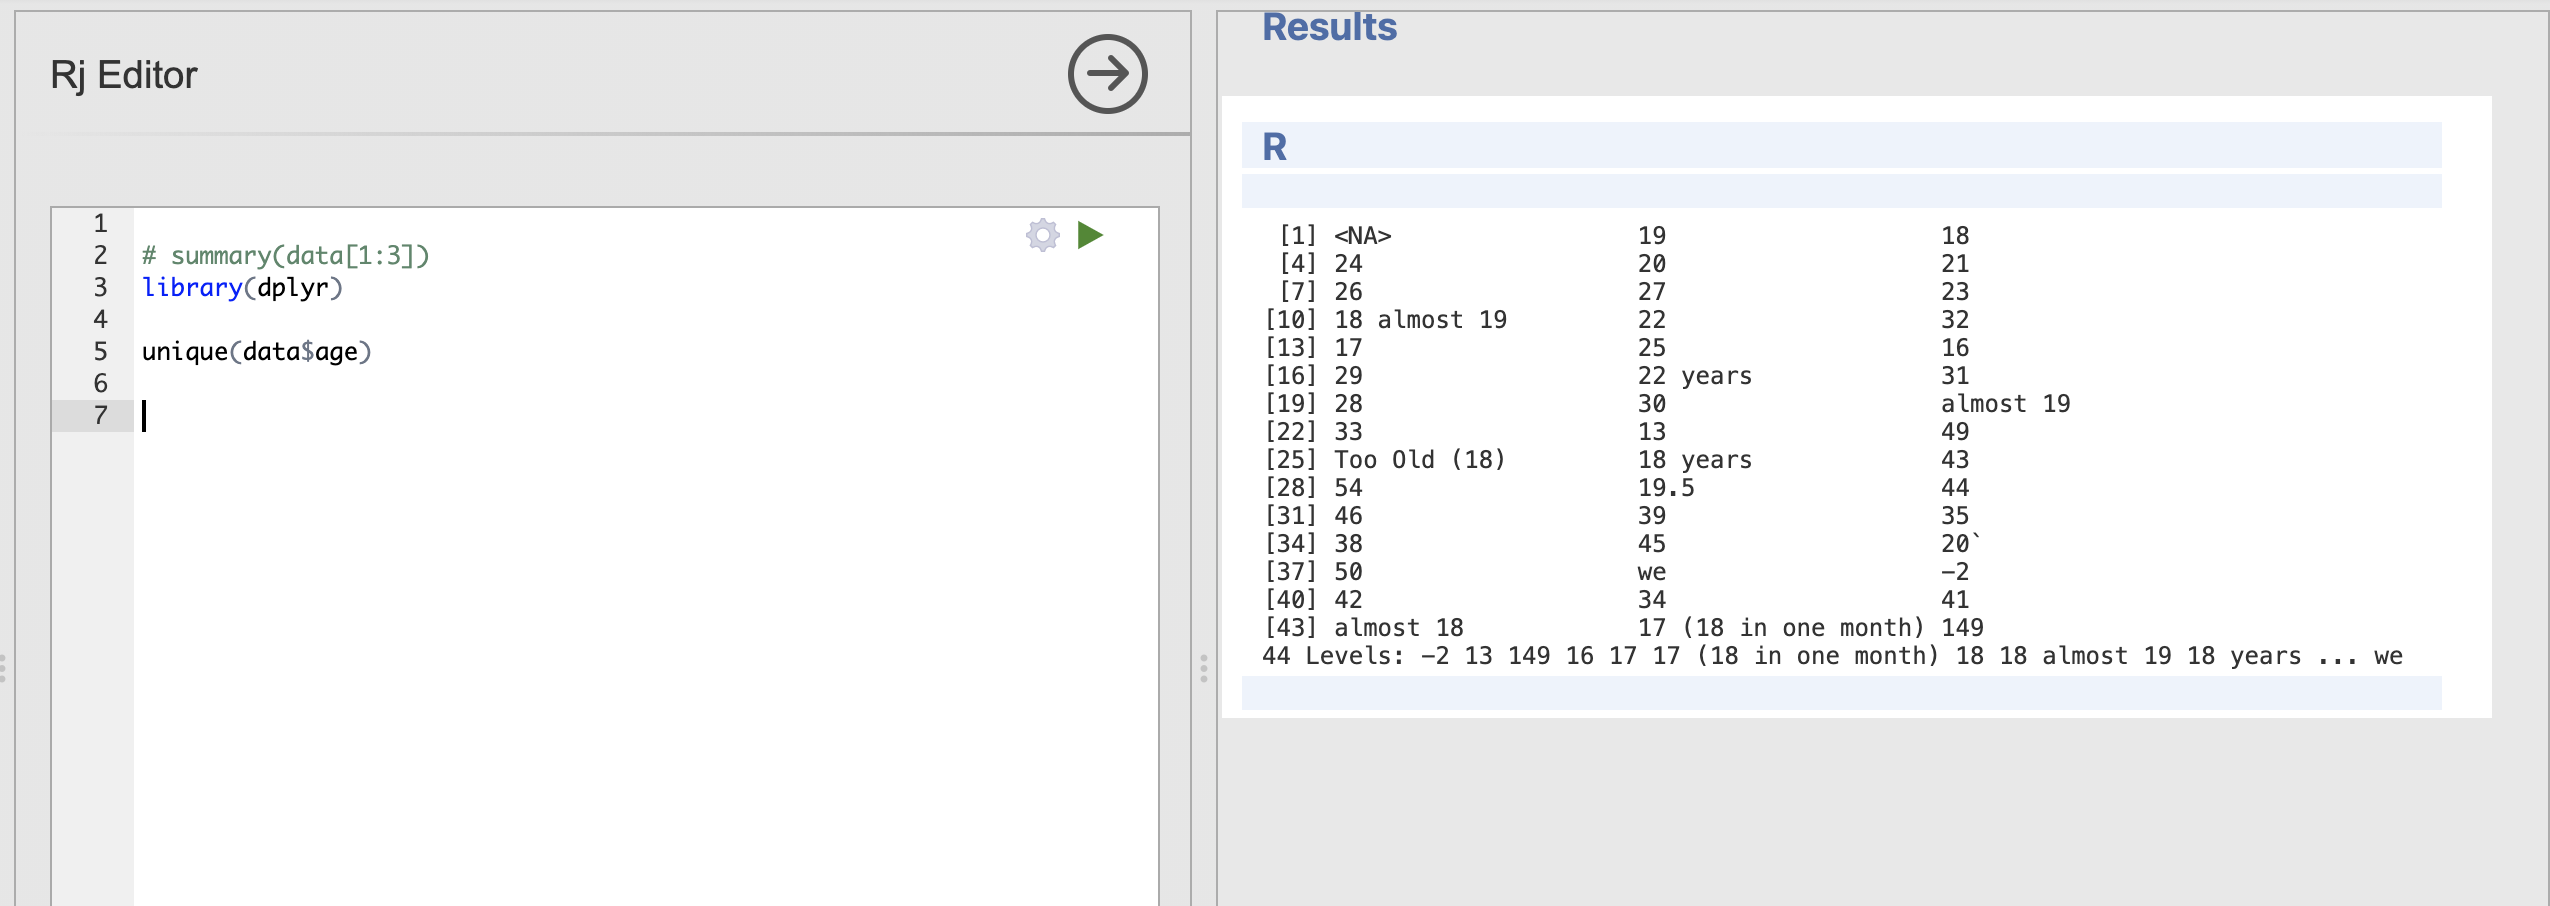 Rj Editor
1
2 # summary(data[1:3])
3 library(dplyr)
4
5 unique(data$age)
6
7
Results
R
[1] <NA> 19 18
[4] 24 20 21
[7] 26 27 23
[10] 18 almost 19 22 32
[13] 17 25 16
[16] 29 22 years 31
[19] 28 30 almost 19
[22] 33 13 49
[25] Too Old (18) 18 years 43
[28] 54 19.5 44
[31] 46 39 35
[34] 38 45 20`
[37] 50 we -2
[40] 42 34 41
[43] almost 18 17 (18 in one month) 149
44 Levels: -2 13 149 16 17 17 (18 in one month) 18 18 almost 19 18 years ... we